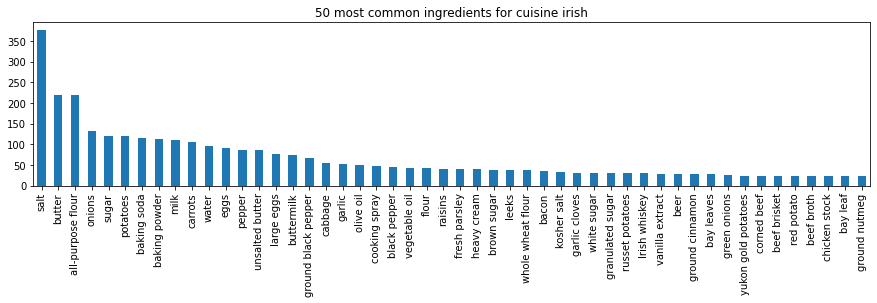 50 most common ingredients for cuisine irish
350
300
250
200
150
100
50
0
salt
butter
all-purpose flour
onions
sugar
potatoes
baking soda
baking powder
milk
carrots
water
eggs
pepper
unsalted butter
large eggs
buttermilk
ground black pepper
cabbage
garlic
olive oil
cooking spray
black pepper
vegetable oil
flour
raisins
fresh parsley
heavy cream
brown sugar
leeks
whole wheat flour
bacon
kosher salt
garlic cloves
white sugar
granulated sugar
russet potatoes
Irish whiskey
vanilla extract
beer
ground cinnamon
bay leaves
green onions
yukon gold potatoes
corned beef
beef brisket
red potato
beef broth
chicken stock
bay leaf
ground nutmeg